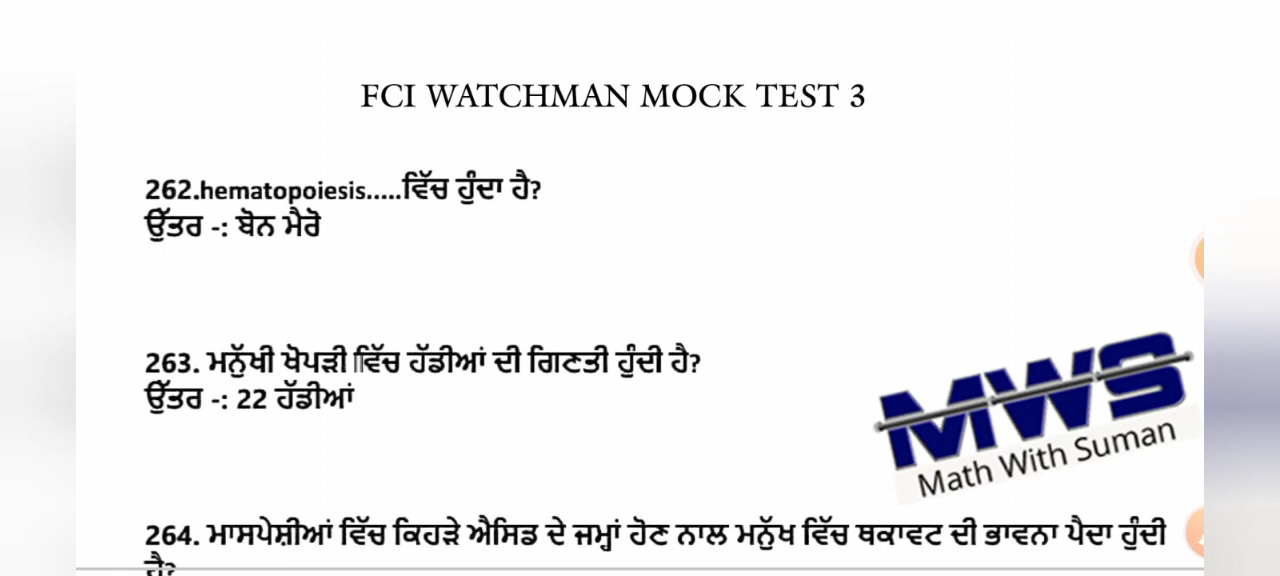 FCI WATCHMAN MOCK TEST 3
262.hematopoiesis.....ਵਿੱਚ ਹੁੰਦਾ ਹੈ?
ਉੱਤਰ -: ਬੋਨ ਮੈਰੋ
263. ਮਨੁੱਖੀ ਖੋਪੜੀ ਵਿੱਚ ਹੱਡੀਆਂ ਦੀ ਗਿਣਤੀ ਹੁੰਦੀ ਹੈ?
ਉੱਤਰ -: 22 ਹੱਡੀਆਂ
MWS
Math With Suman
264. ਮਾਸਪੇਸ਼ੀਆਂ ਵਿੱਚ ਕਿਹੜੇ ਐਸਿਡ ਦੇ ਜਮ੍ਹਾਂ ਹੋਣ ਨਾਲ ਮਨੁੱਖ ਵਿੱਚ ਥਕਾਵਟ ਦੀ ਭਾਵਨਾ ਪੈਦਾ ਹੁੰਦੀ
ਹੈ?